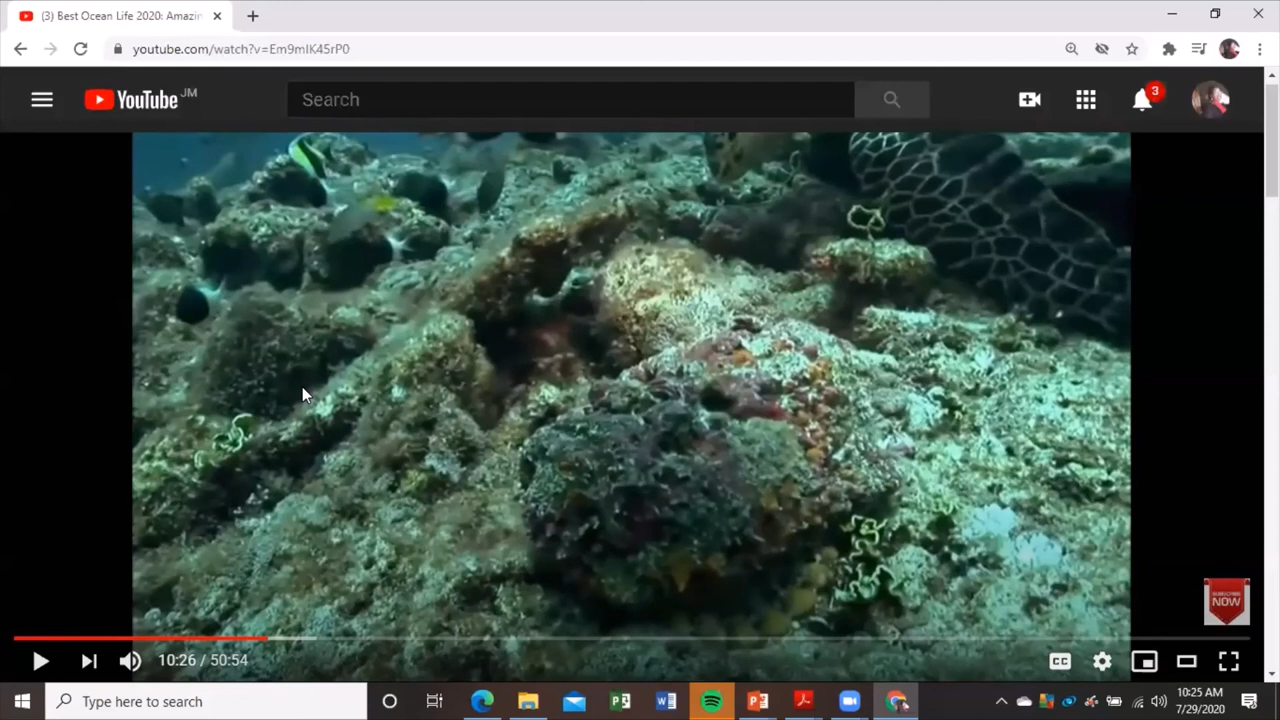 (3) Best Ocean Life 2020: Amazin
youtube.com/watch?v=Em9mIK45rP0
YouTube JM
Search
3
SUBSCRIBE
NOW
10:26 / 50:54
CC
Type here to search
10:25 AM
7/29/2020